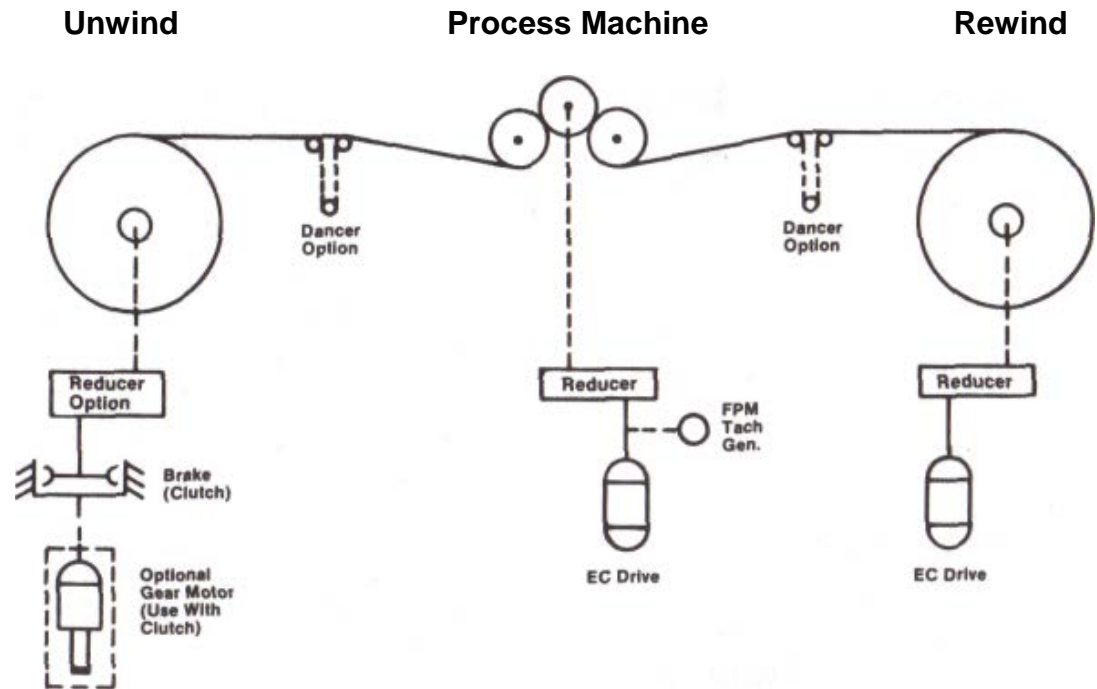 Unwind
Process Machine
Rewind
Dancer
Option
Dancer
Option
Reducer
Option
Reducer
Reducer
FPM
Tach
Gen.
Brake
(Clutch)
EC Drive
EC Drive
Optional
Gear Motor
(Use With
Clutch)